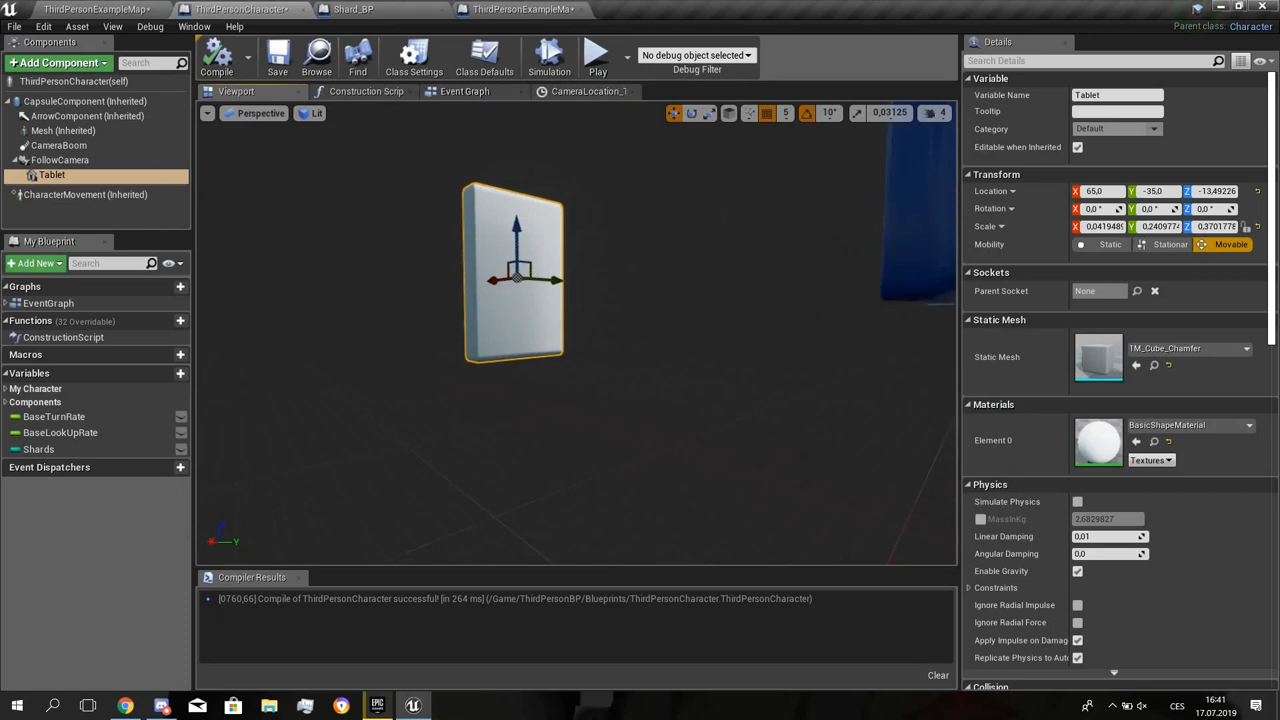 ThirdPersonExampleMap*
ThirdPersonCharacter*
Shard_BP
ThirdPersonExampleMa*
File Edit Asset View Debug Window Help
Parent class: Character
Components
+ Add Component
Search
ThirdPersonCharacter(self)
CapsuleComponent (Inherited)
ArrowComponent (Inherited)
Mesh (Inherited)
CameraBoom
FollowCamera
Tablet
CharacterMovement (Inherited)
My Blueprint
+ Add New
Search
Graphs
EventGraph
Functions (32 Overridable)
ConstructionScript
Macros
Variables
My Character
Components
BaseTurnRate
BaseLookUpRate
Shards
Event Dispatchers
Compile
Save
Browse
Find
Class Settings
Class Defaults
Simulation
Play
No debug object selected
Debug Filter
Viewport
Construction Scrip
Event Graph
CameraLocation_T
Perspective
Lit
5
10°
0,03125
4
Z
Y
Compiler Results
[0760,66] Compile of ThirdPersonCharacter successful! [in 264 ms] (/Game/ThirdPersonBP/Blueprints/ThirdPersonCharacter.ThirdPersonCharacter)
Clear
Details
Search Details
Variable
Variable Name Tablet
Tooltip
Category Default
Editable when Inherited
Transform
Location X 65,0 Y -35,0 Z -13,49226
Rotation X 0,0 ° Y 0,0 ° Z 0,0 °
Scale X 0,041948 Y 0,240977 Z 0,3701778
Mobility Static Stationar Movable
Sockets
Parent Socket None
Static Mesh
Static Mesh
1M_Cube_Chamfer
Materials
Element 0
BasicShapeMaterial
Textures
Physics
Simulate Physics
MassInKg 2,6829827
Linear Damping 0,01
Angular Damping 0,0
Enable Gravity
Constraints
Ignore Radial Impulse
Ignore Radial Force
Apply Impulse on Damag
Replicate Physics to Aut
Collision
EPIC GAMES
CES
16:41
17.07.2019